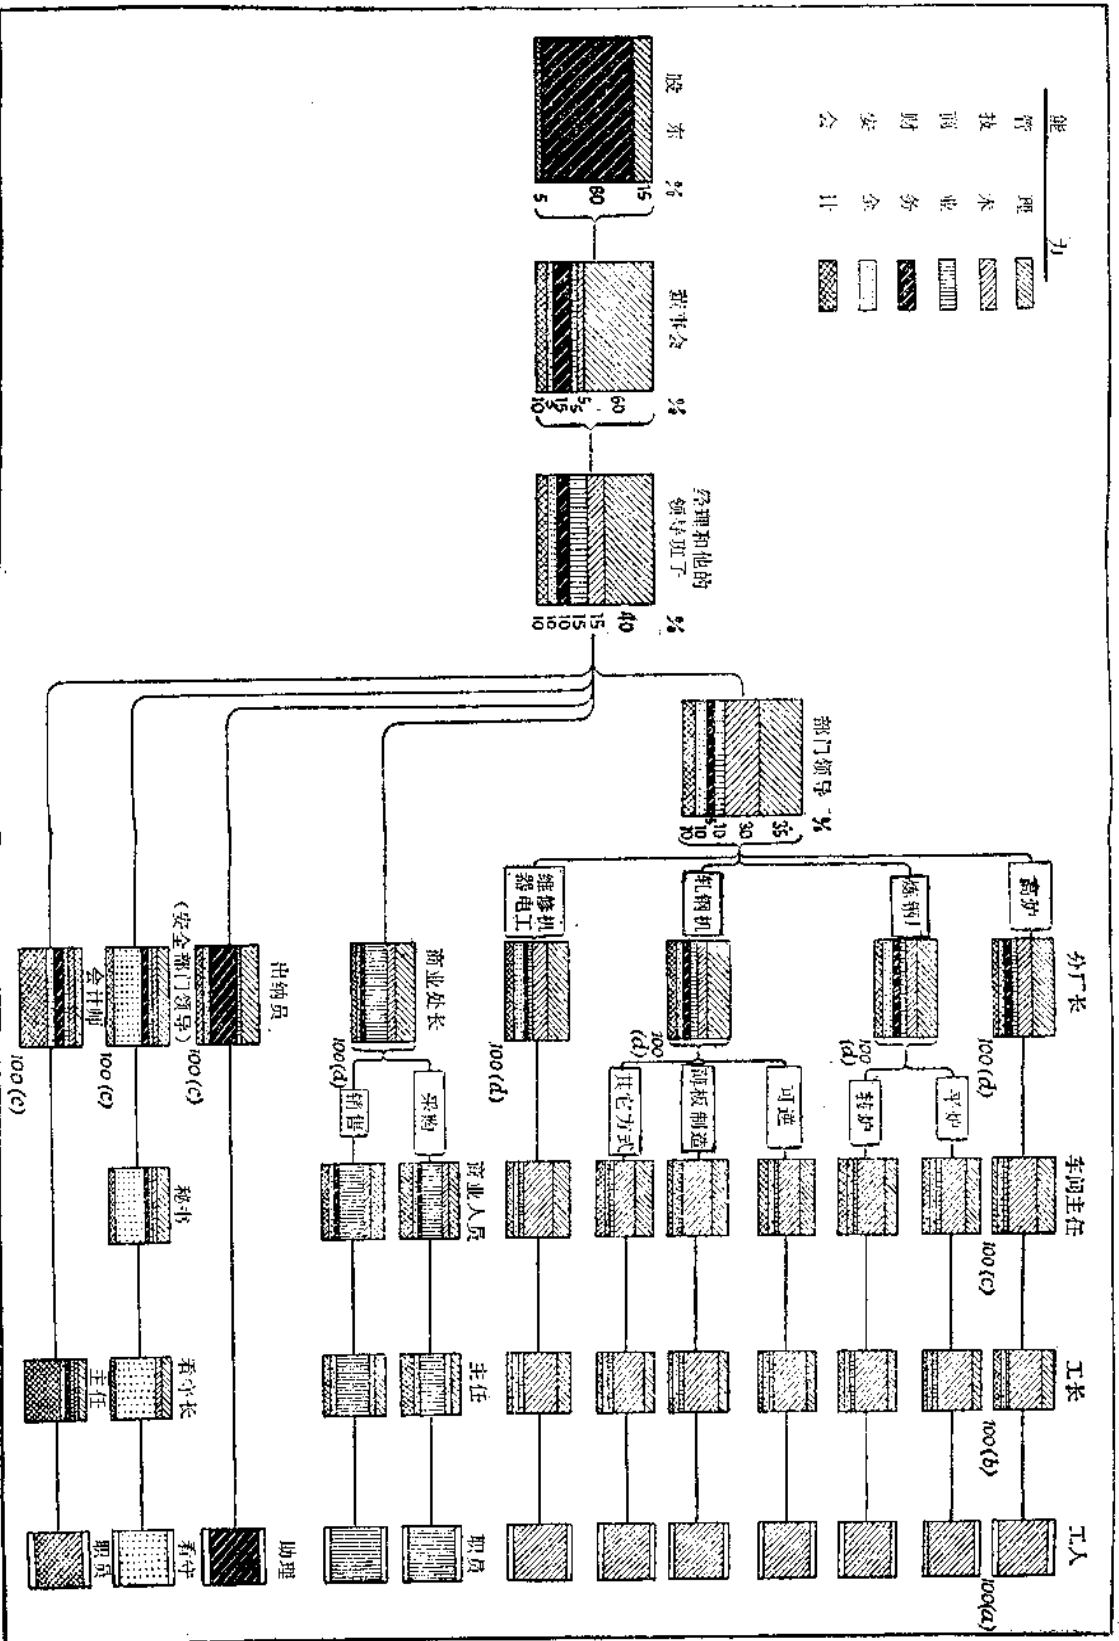 能 力
管 理
技 术
商 业
财 务
安 全
会 计
股 东 %
15
80
5
董事会 %
60
5
5
15
5
10
经理和他的
领导班子 %
40
15
15
10
10
10
部门领导 %
35
30
10
5
10
10
分厂长
车间主任
工长
工人
高炉
100(d)
100(c)
100(b)
100(a)
炼钢厂
100
(d)
平炉
转炉
轧钢机
100
(d)
可逆
薄板制造
其它方式
维修机
器电工
100(d)
商业处长
100(d)
采购
销售
商业人员
主任
职员
出纳员
100(c)
助理
(安全部门领导)
100(c)
秘书
看守长
看守
会计师
100(c)
主任
职员